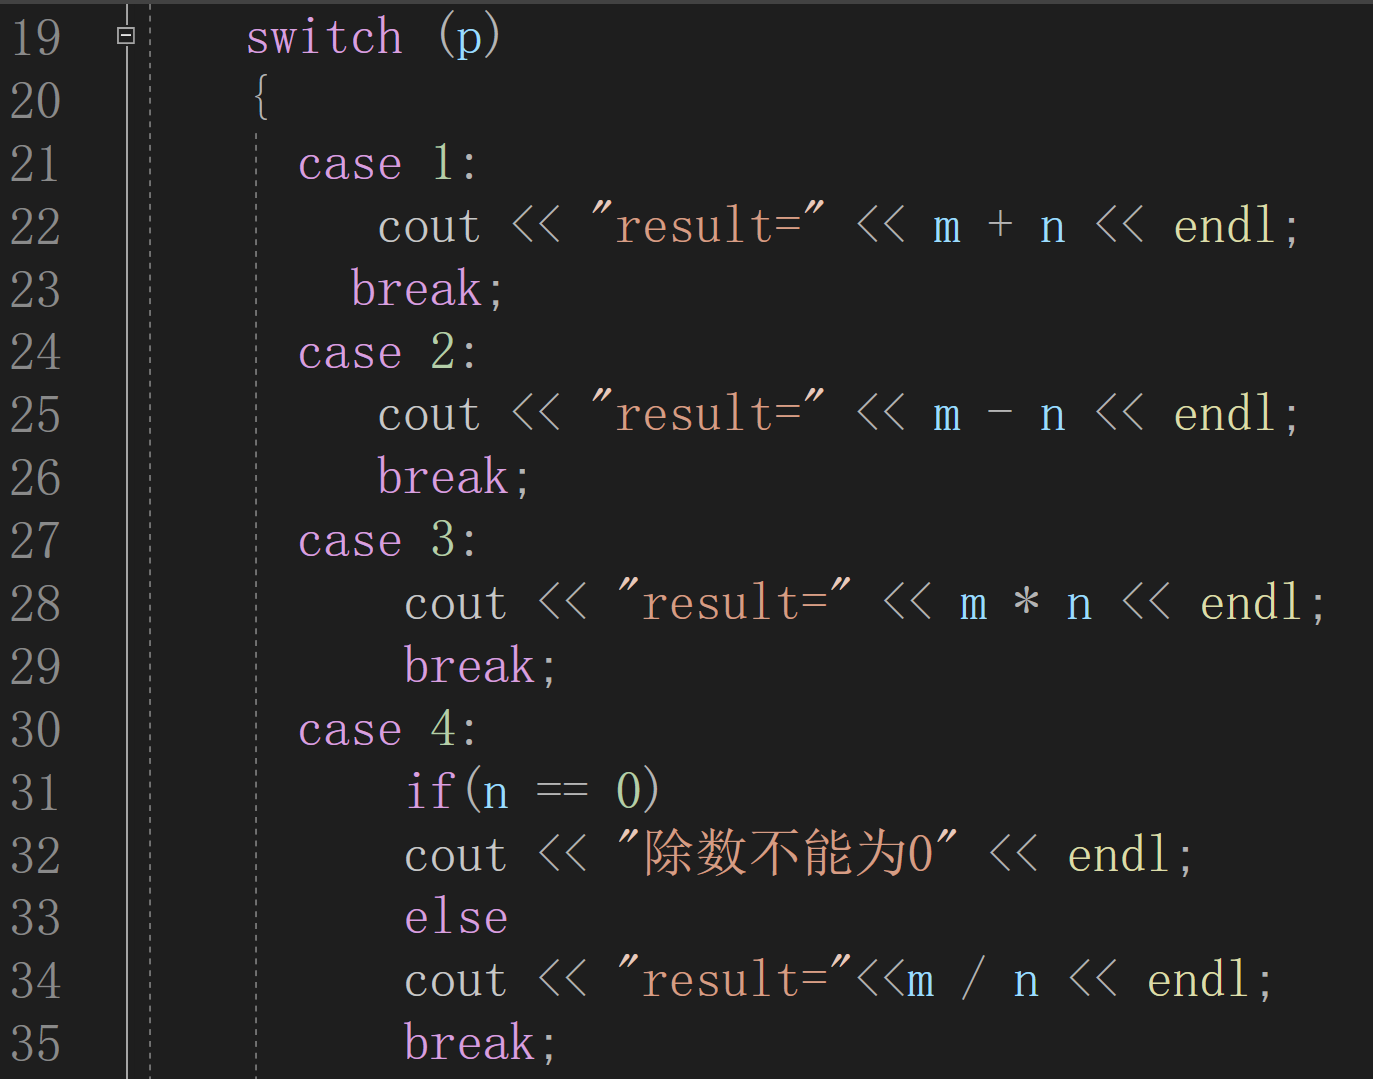 19 switch (p)
20 {
21 case 1:
22 cout << "result=" << m + n << endl;
23 break;
24 case 2:
25 cout << "result=" << m - n << endl;
26 break;
27 case 3:
28 cout << "result=" << m * n << endl;
29 break;
30 case 4:
31 if(n == 0)
32 cout << "除数不能为0" << endl;
33 else
34 cout << "result="<<m / n << endl;
35 break;